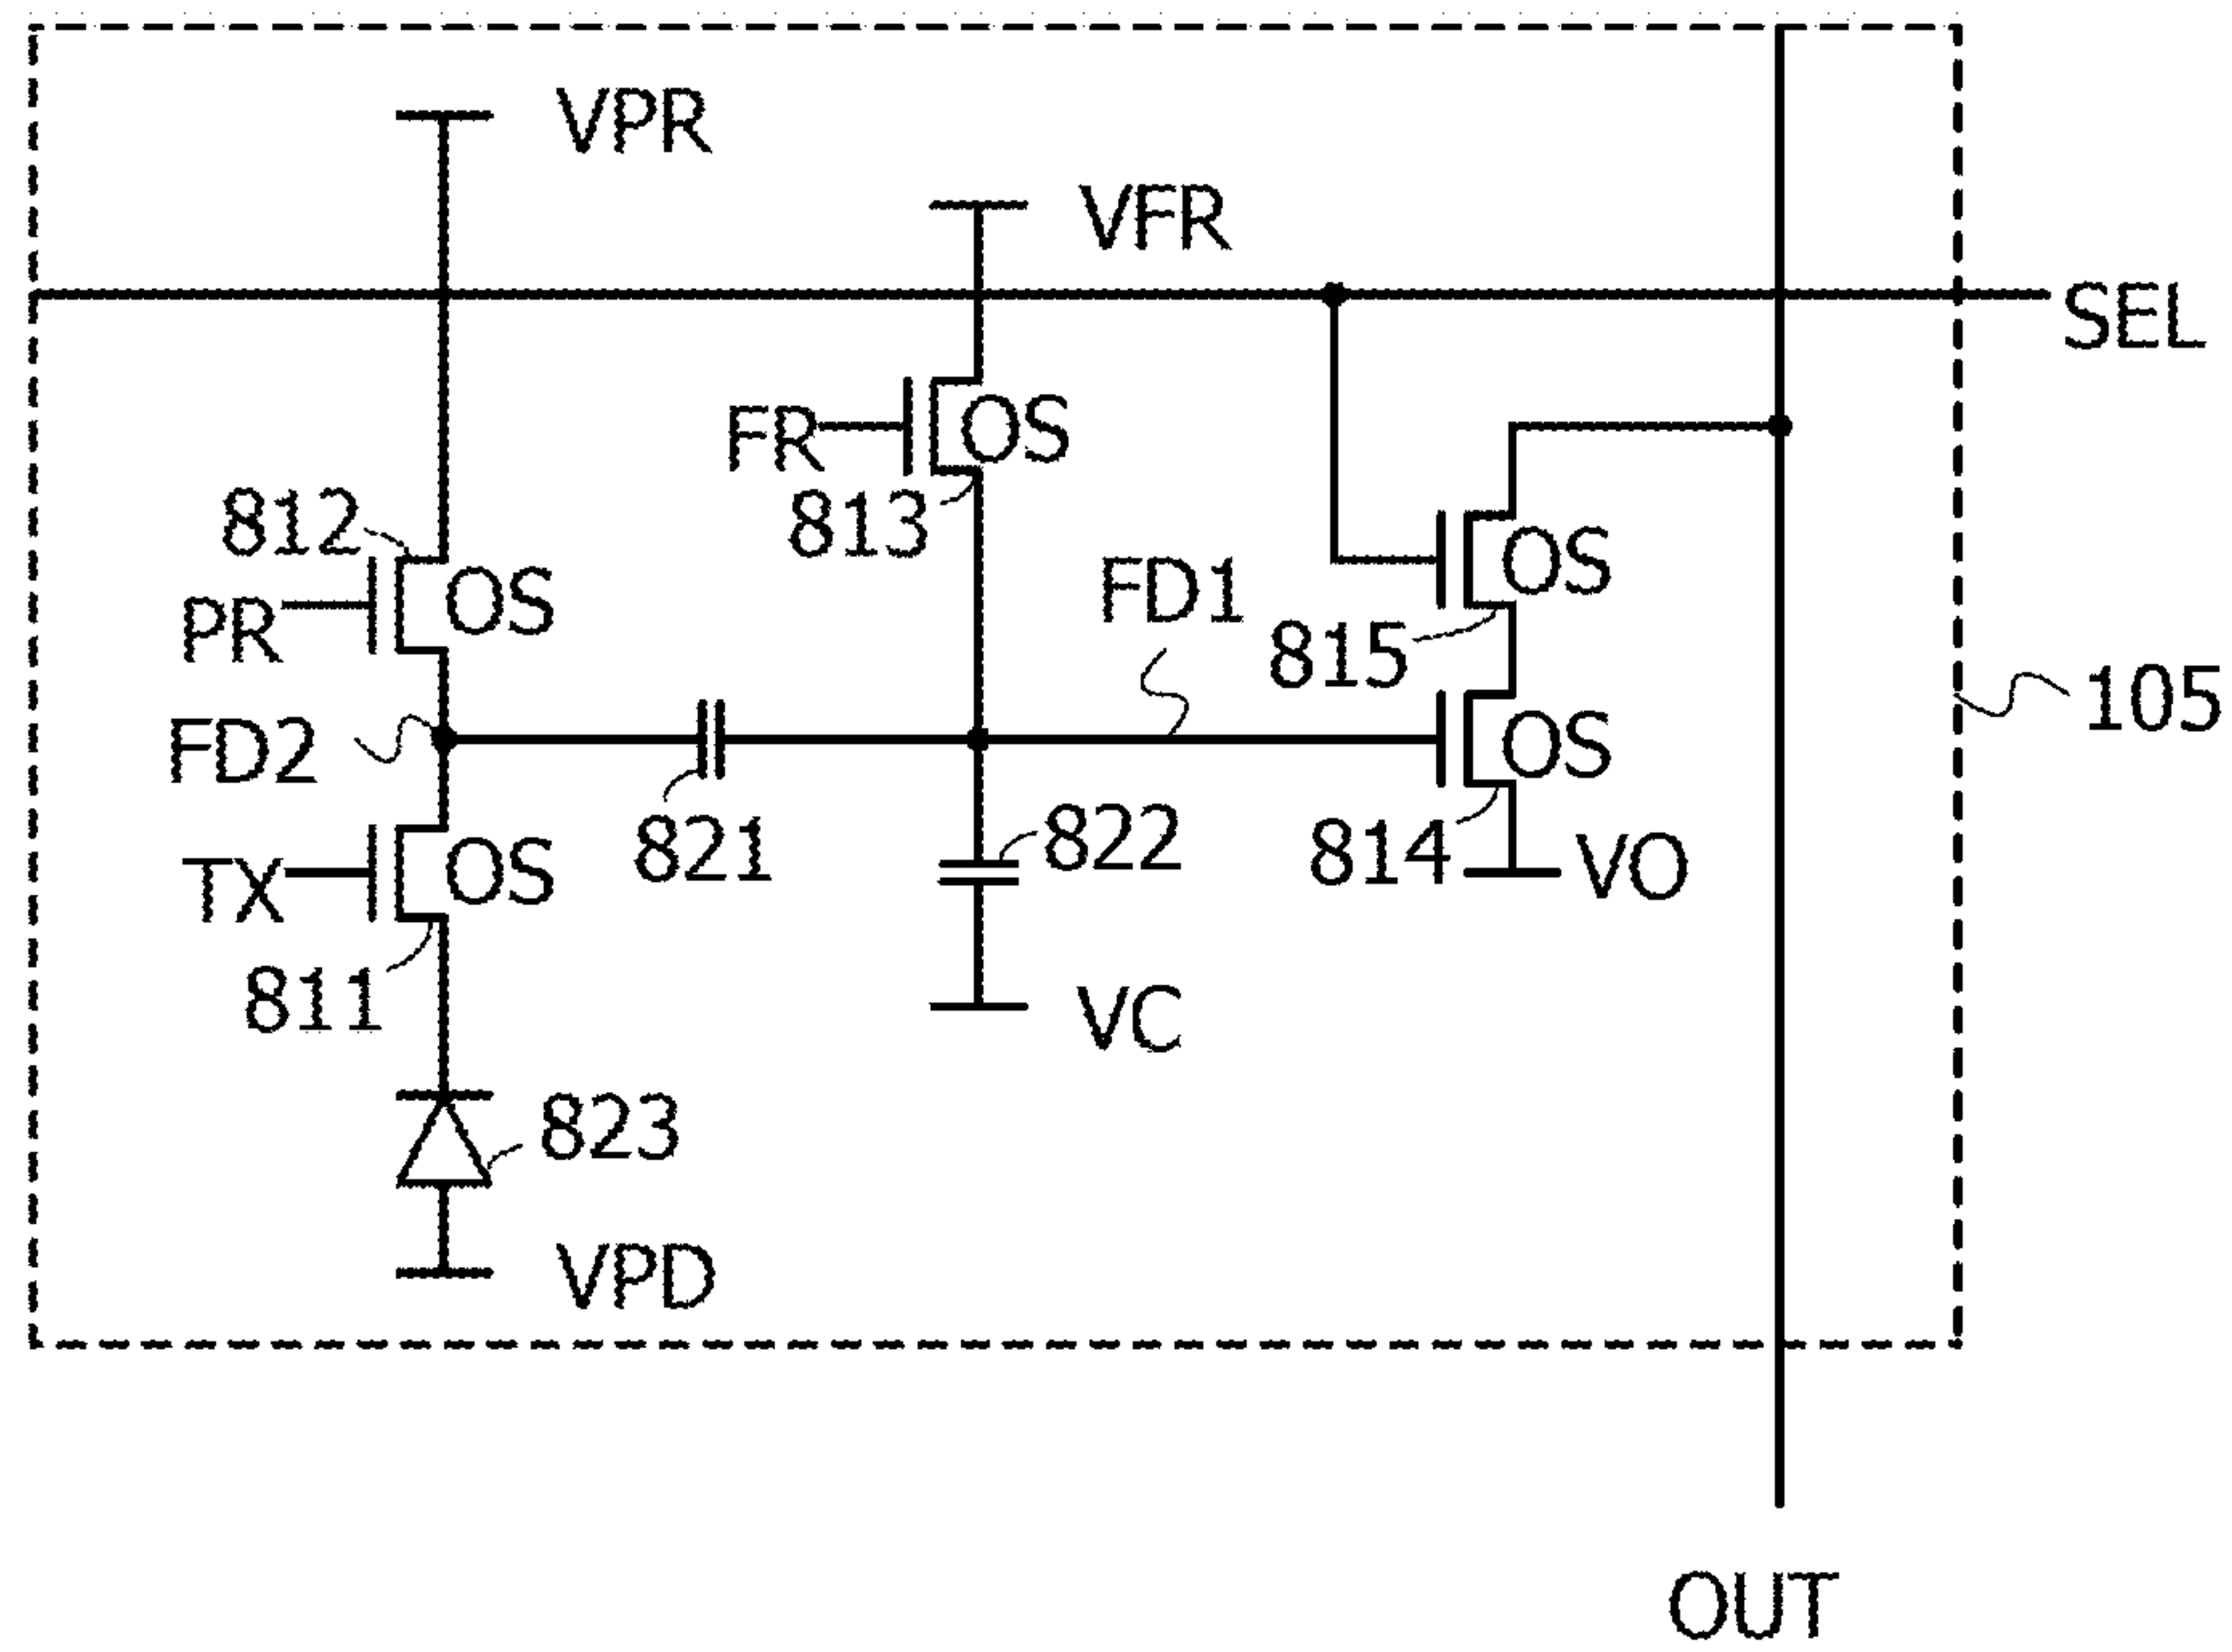 VPR
VFR
SEL
FR
OS
812
813
OS
FD1
OS
PR
815
105
FD2
OS
821
822
814
VO
TX
OS
811
VC
823
VPD
OUT